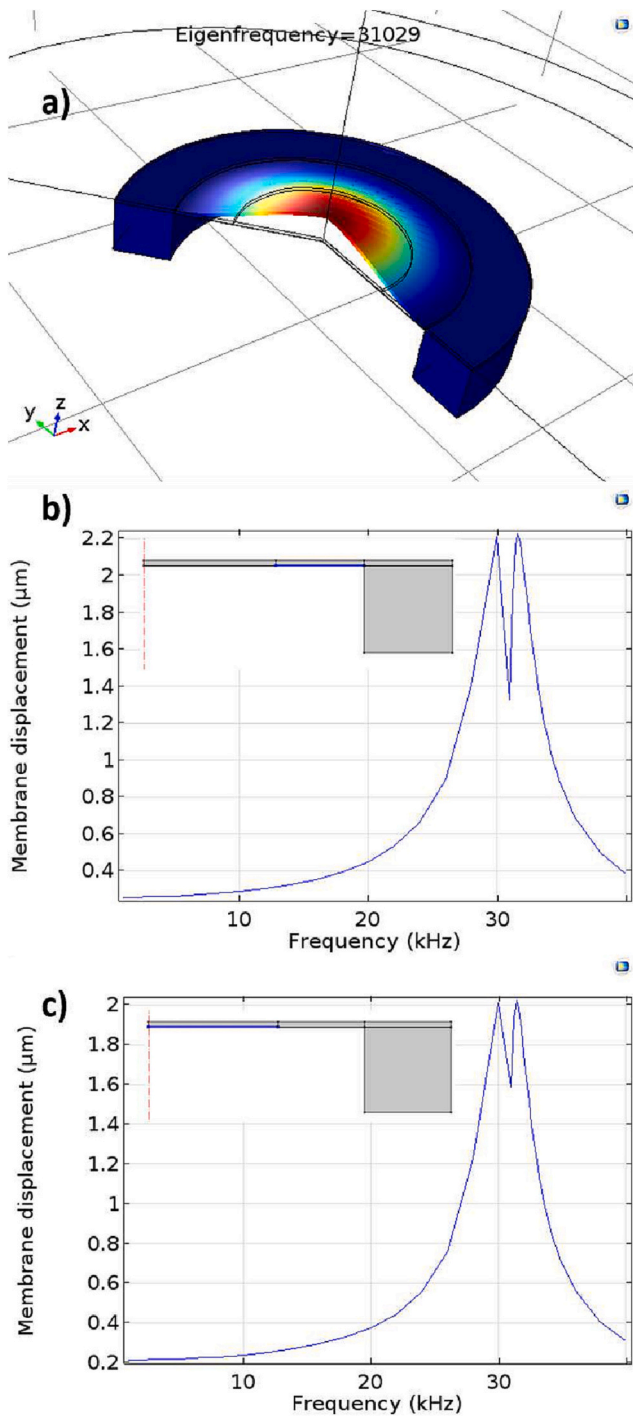 Eigenfrequency=31029
a)
y
z
x
b)
Membrane displacement (µm)
2.2
2
1.8
1.6
1.4
1.2
1
0.8
0.6
0.4
10
20
30
Frequency (kHz)
c)
Membrane displacement (µm)
2
1.8
1.6
1.4
1.2
1
0.8
0.6
0.4
0.2
10
20
30
Frequency (kHz)